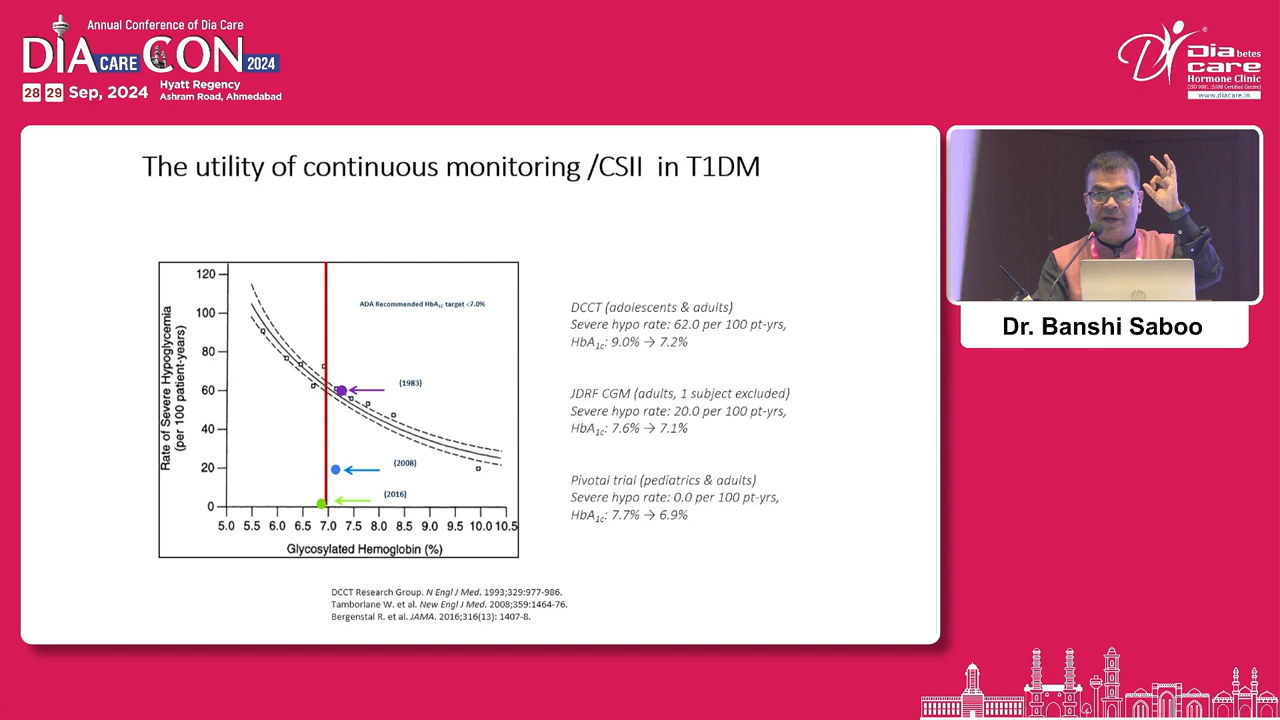 Annual Conference of Dia Care
DIA CARE CON 2024
28 29 Sep, 2024
Hyatt Regency
Ashram Road, Ahmedabad
Dia betes
care
Hormone Clinic
(ISO 9001 :2008 Certified Centre)
www.diacare.in
The utility of continuous monitoring /CSII in T1DM
Rate of Severe Hypoglycemia
(per 100 patient-years)
120
100
80
60
40
20
0
ADA Recommended HbA1c target <7.0%
(1983)
(2008)
(2016)
5.0 5.5 6.0 6.5 7.0 7.5 8.0 8.5 9.0 9.5 10.0 10.5
Glycosylated Hemoglobin (%)
DCCT (adolescents & adults)
Severe hypo rate: 62.0 per 100 pt-yrs,
HbA1c: 9.0% → 7.2%
JDRF CGM (adults, 1 subject excluded)
Severe hypo rate: 20.0 per 100 pt-yrs,
HbA1c: 7.6% → 7.1%
Pivotal trial (pediatrics & adults)
Severe hypo rate: 0.0 per 100 pt-yrs,
HbA1c: 7.7% → 6.9%
DCCT Research Group. N Engl J Med. 1993;329:977-986.
Tamborlane W. et al. New Engl J Med. 2008;359:1464-76.
Bergenstal R. et al JAMA. 2016;316(13): 1407-8.
Dr. Banshi Saboo